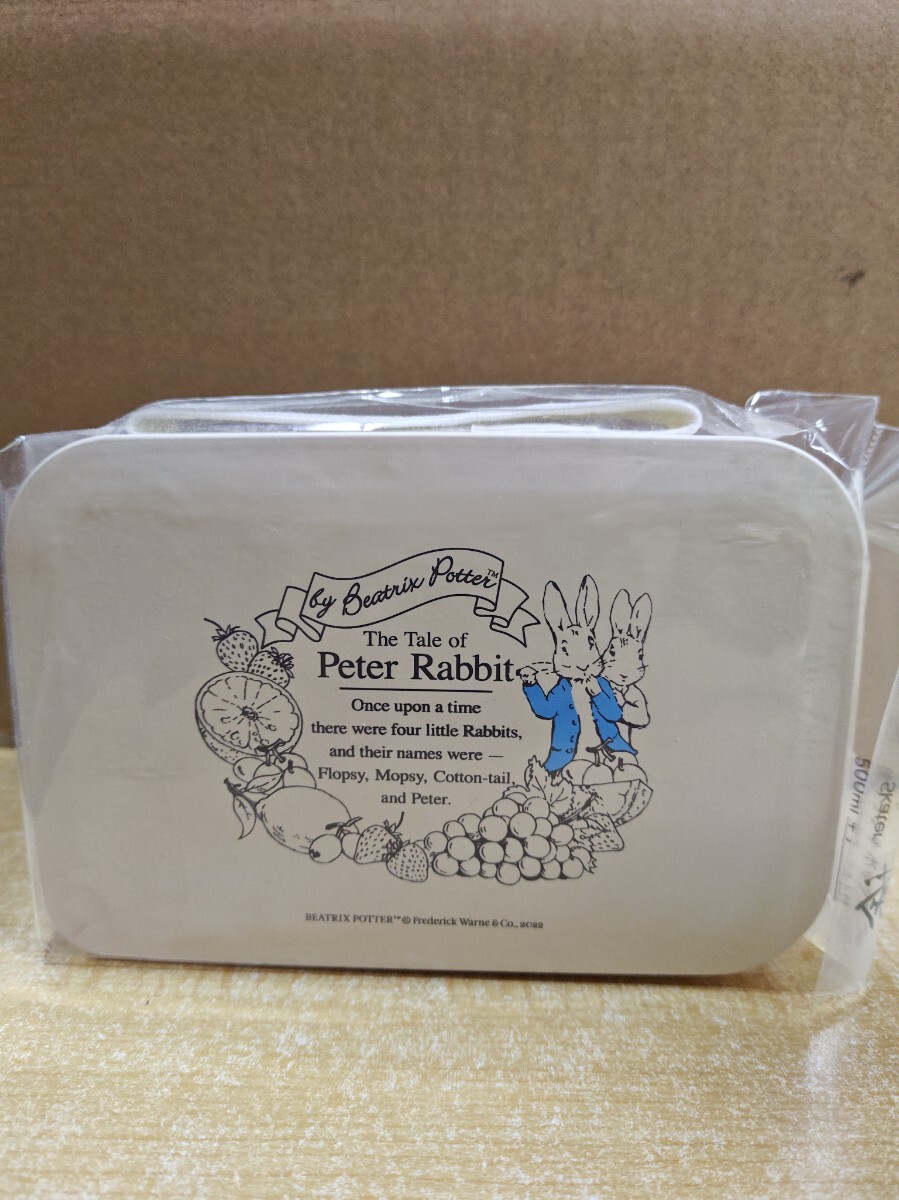 by Beatrix Potter™
The Tale of
Peter Rabbit
Once upon a time
there were four little Rabbits,
and their names were —
Flopsy, Mopsy, Cotton-tail,
and Peter.
BEATRIX POTTER™ © Frederick Warne & Co., 2022
500ml
Skater